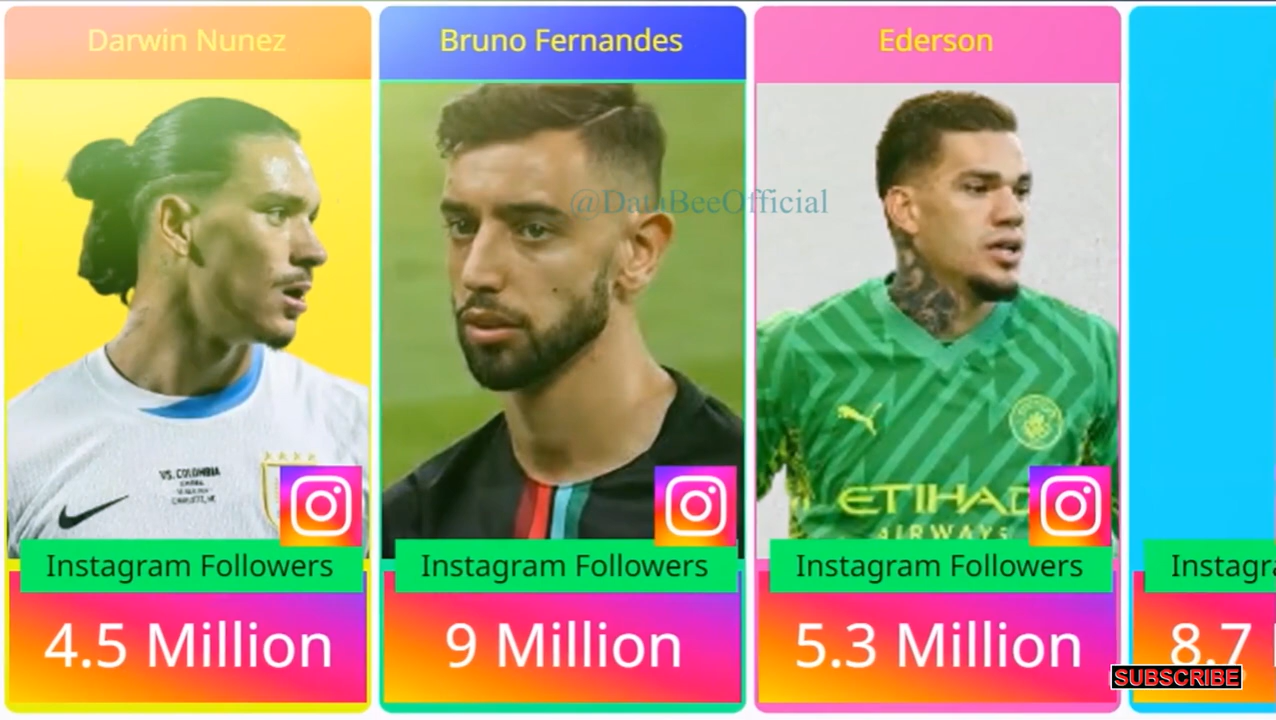 Darwin Nunez
Bruno Fernandes
Ederson
@DataBeeOfficial
VS. COLOMBIA
ETIHAD
AIRWAYS
Instagram Followers
Instagram Followers
Instagram Followers
Instagr
4.5 Million
9 Million
5.3 Million
8.7
SUBSCRIBE